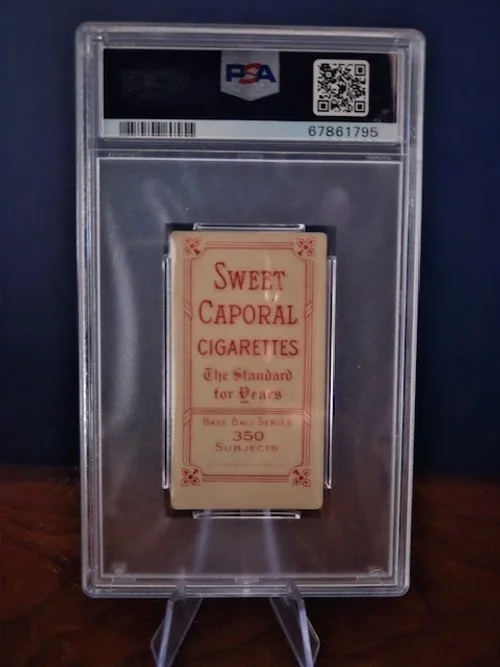 PSA
67861795
SWEET
CAPORAL
CIGARETTES
The Standard
for Years
BASE BALL SERIES
350
SUBJECTS